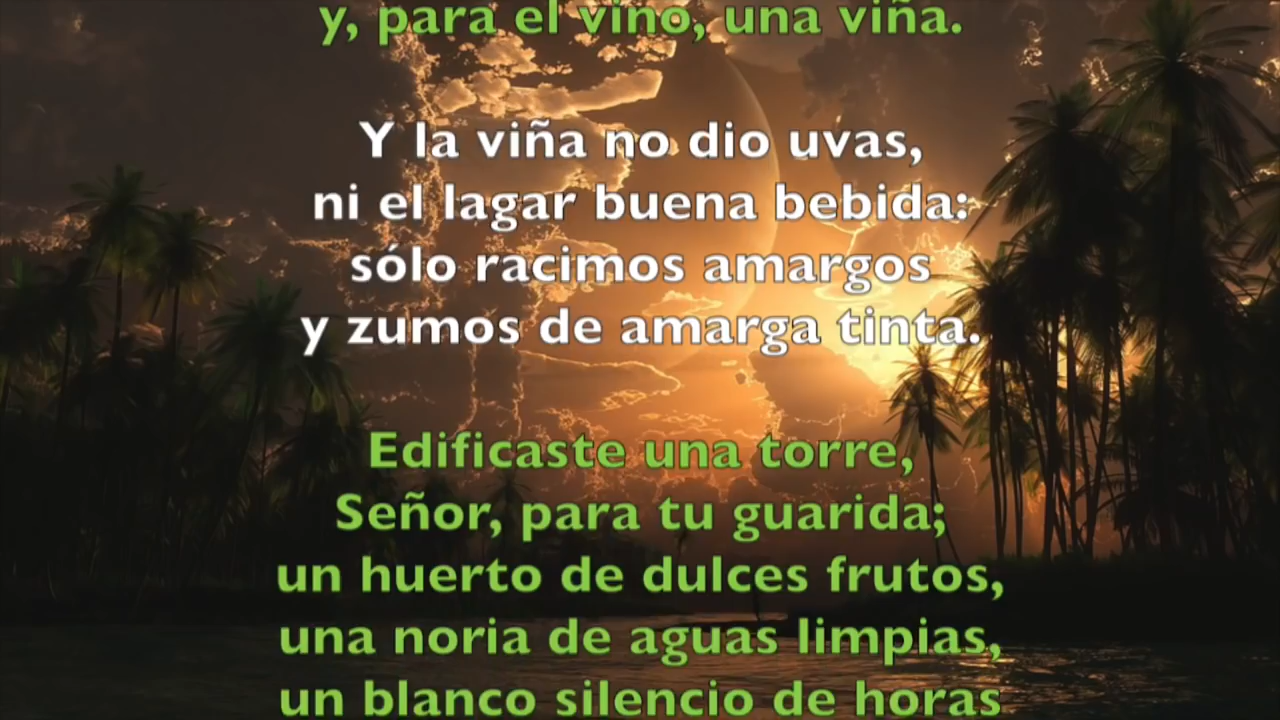 y, para el vino, una viña.
Y la viña no dio uvas,
ni el lagar buena bebida:
sólo racimos amargos
y zumos de amarga tinta.
Edificaste una torre,
Señor, para tu guarida;
un huerto de dulces frutos,
una noria de aguas limpias,
un blanco silencio de horas